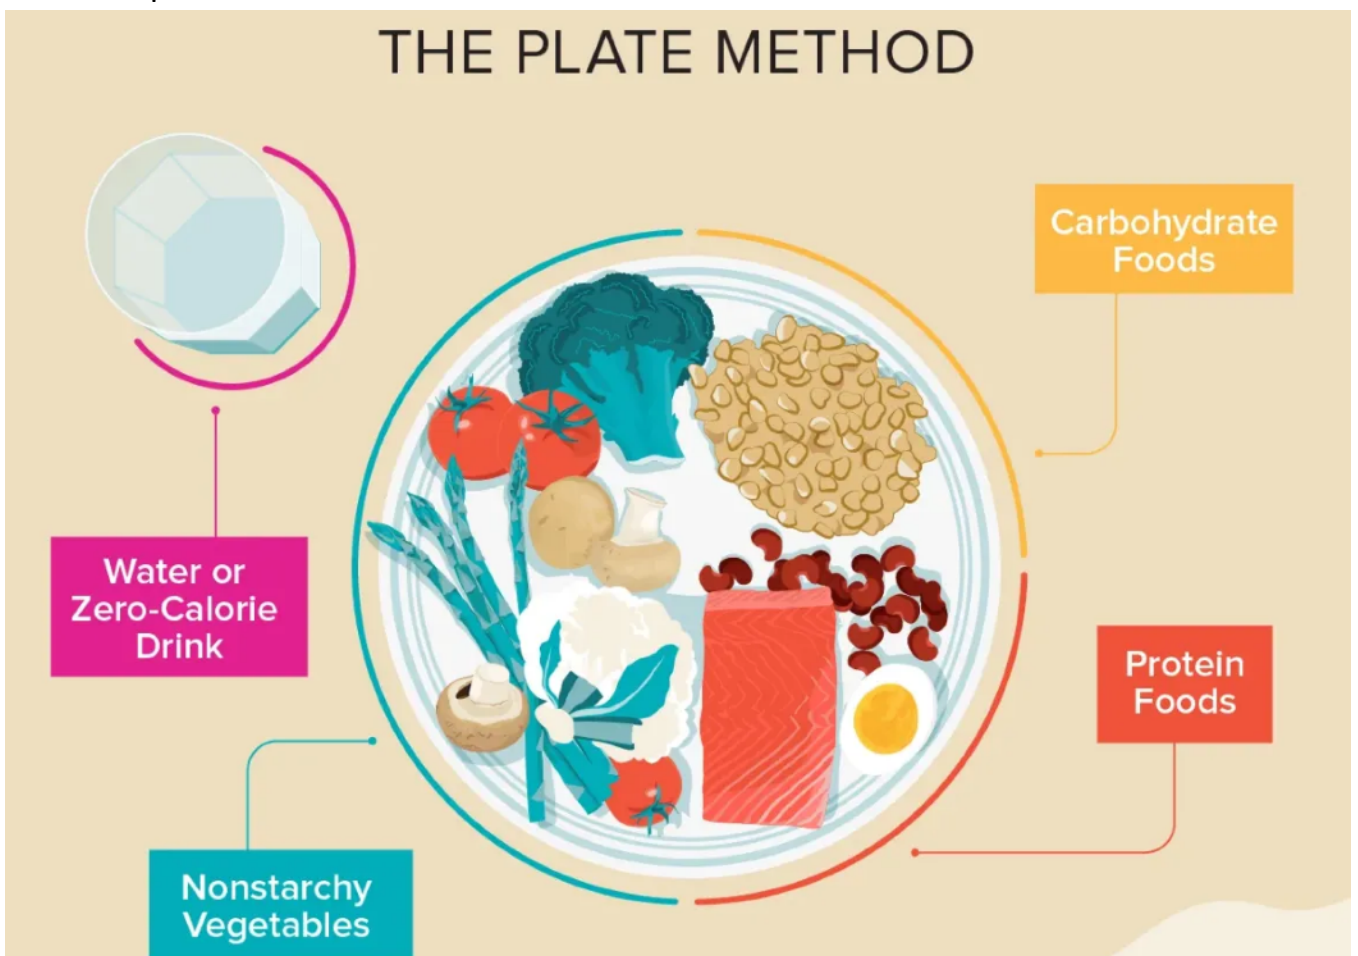 THE PLATE METHOD
Carbohydrate
Foods
Water or
Zero-Calorie
Drink
Protein
Foods
Nonstarchy
Vegetables